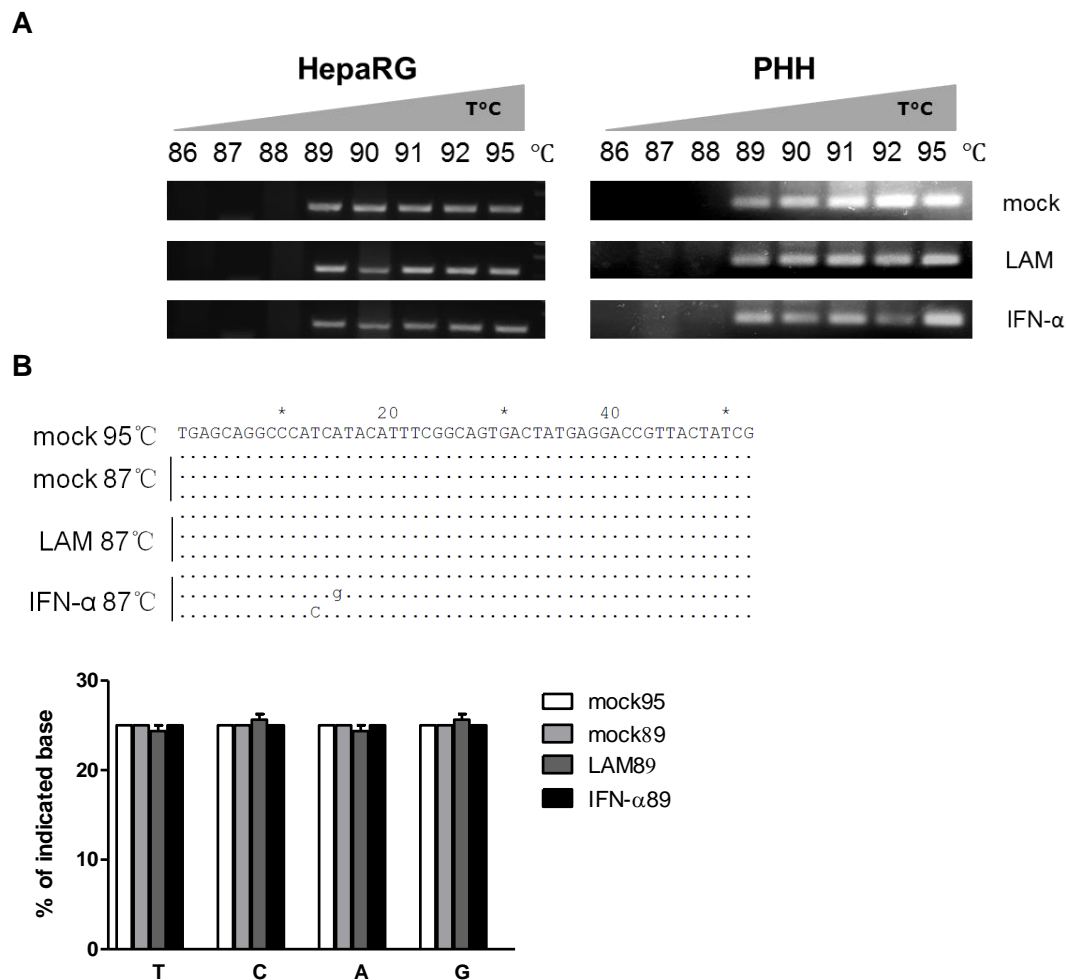 A
HepaRG
T°C
86 87 88 89 90 91 92 95 °C
PHH
T°C
86 87 88 89 90 91 92 95
mock
LAM
IFN-α
B
* 20 * 40 *
mock 95℃ TGAGCAGGCCCATCATACATTTCGGCAGTGACTATGAGGACCGTTACTATCG
....................................................
mock 87℃ ....................................................
....................................................
....................................................
LAM 87℃ ....................................................
....................................................
....................................................
IFN-α 87℃ ..............g.....................................
............C.......................................
% of indicated base
30
20
10
0
T C A G
mock95
mock89
LAM89
IFN-α89